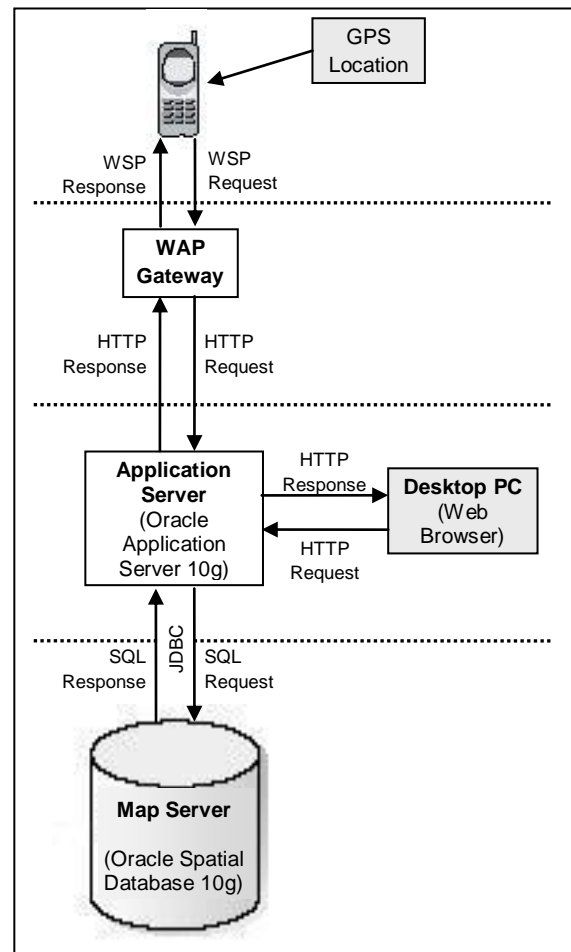 GPS
Location
WSP
Response
WSP
Request
WAP
Gateway
HTTP
Response
HTTP
Request
Application
Server
(Oracle
Application
Server 10g)
HTTP
Response
HTTP
Request
Desktop PC
(Web
Browser)
SQL
Response
JDBC
SQL
Request
Map Server
(Oracle Spatial
Database 10g)